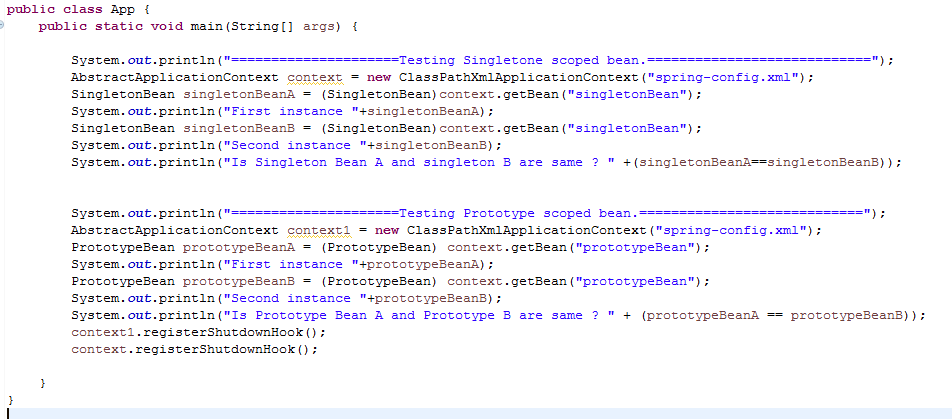 public class App {
    public static void main(String[] args) {
        System.out.println("=====================Testing Singletone scoped bean.============================");
        AbstractApplicationContext context = new ClassPathXmlApplicationContext("spring-config.xml");
        SingletonBean singletonBeanA = (SingletonBean)context.getBean("singletonBean");
        System.out.println("First instance "+singletonBeanA);
        SingletonBean singletonBeanB = (SingletonBean)context.getBean("singletonBean");
        System.out.println("Second instance "+singletonBeanB);
        System.out.println("Is Singleton Bean A and singleton B are same ? " +(singletonBeanA==singletonBeanB));
        System.out.println("=====================Testing Prototype scoped bean.============================");
        AbstractApplicationContext context1 = new ClassPathXmlApplicationContext("spring-config.xml");
        PrototypeBean prototypeBeanA = (PrototypeBean) context.getBean("prototypeBean");
        System.out.println("First instance "+prototypeBeanA);
        PrototypeBean prototypeBeanB = (PrototypeBean) context.getBean("prototypeBean");
        System.out.println("Second instance "+prototypeBeanB);
        System.out.println("Is Prototype Bean A and Prototype B are same ? " + (prototypeBeanA == prototypeBeanB));
        context1.registerShutdownHook();
        context.registerShutdownHook();
    }
}